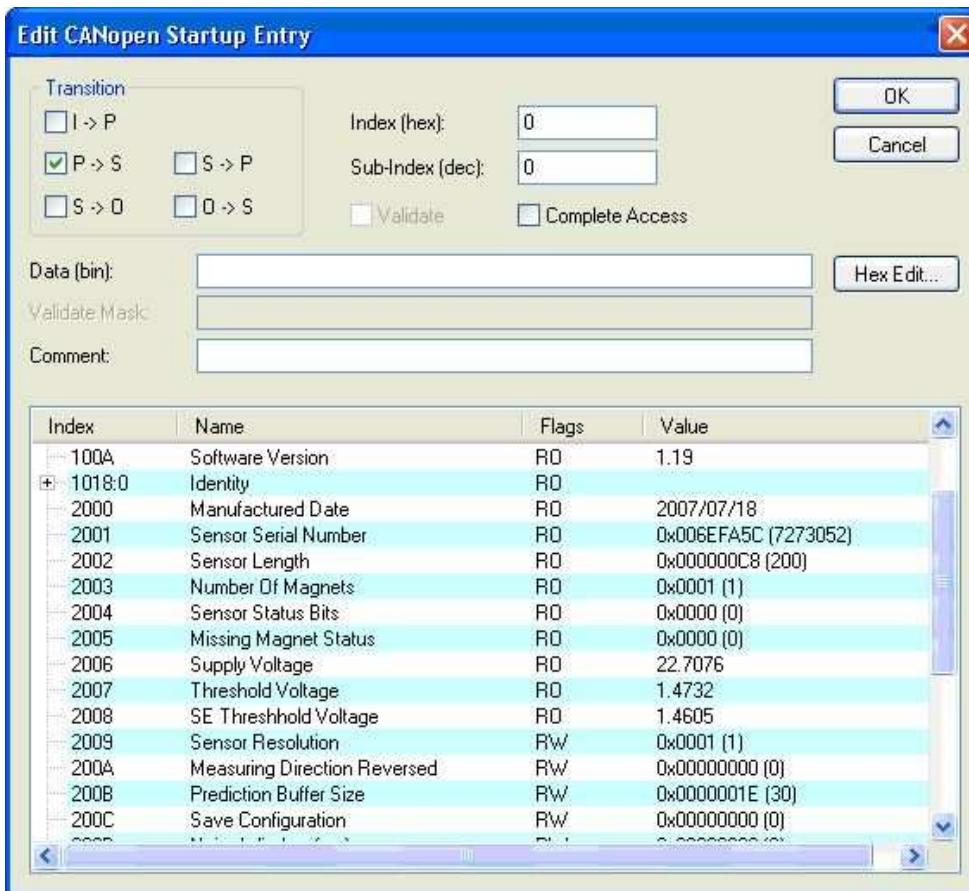 Edit CANopen Startup Entry
Transition
I -> P
P -> S
S -> P
S -> O
O -> S
Index (hex): 0
Sub-Index (dec): 0
Validate
Complete Access
OK
Cancel
Data (bin):
Hex Edit...
Validate Mask:
Comment:
Index Name Flags Value
100A Software Version RO 1.19
1018:0 Identity RO
2000 Manufactured Date RO 2007/07/18
2001 Sensor Serial Number RO 0x006EFA5C (7273052)
2002 Sensor Length RO 0x000000C8 (200)
2003 Number Of Magnets RO 0x0001 (1)
2004 Sensor Status Bits RO 0x0000 (0)
2005 Missing Magnet Status RO 0x0000 (0)
2006 Supply Voltage RO 22.7076
2007 Threshold Voltage RO 1.4732
2008 SE Threshhold Voltage RO 1.4605
2009 Sensor Resolution RW 0x0001 (1)
200A Measuring Direction Reversed RW 0x00000000 (0)
200B Prediction Buffer Size RW 0x0000001E (30)
200C Save Configuration RW 0x00000000 (0)